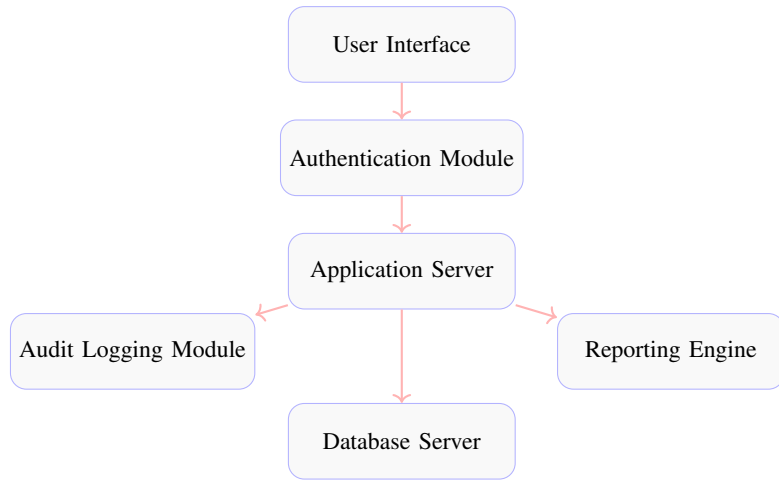 User Interface
Authentication Module
Application Server
Audit Logging Module
Reporting Engine
Database Server